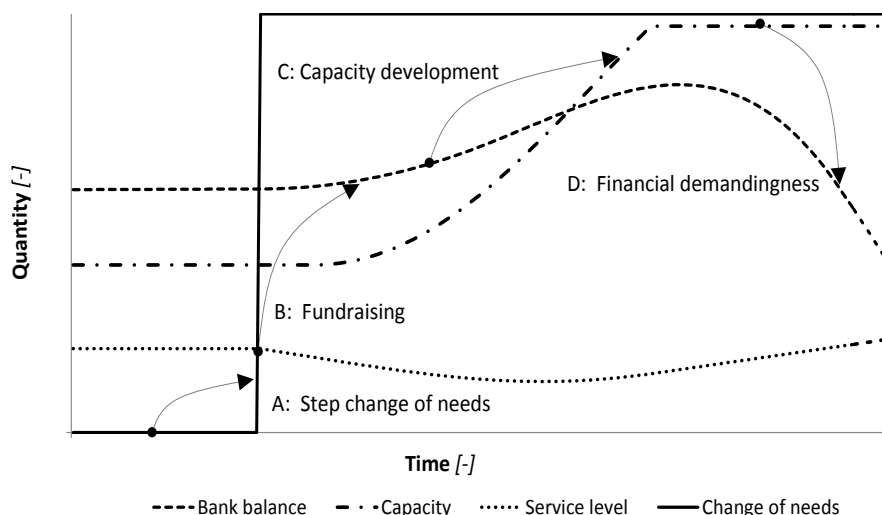 C: Capacity development
D: Financial demandingness
B: Fundraising
A: Step change of needs
Quantity [-]
Time [-]
Bank balance Capacity Service level Change of needs